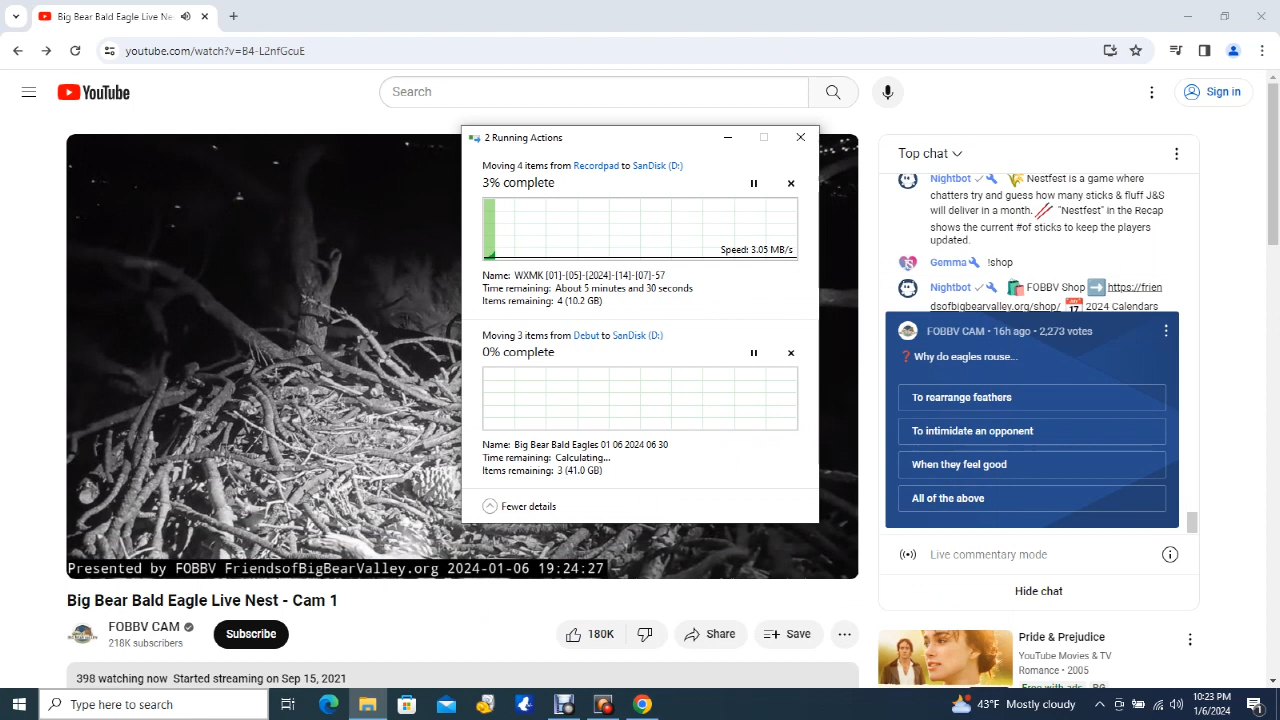 Big Bear Bald Eagle Live Ne
youtube.com/watch?v=B4-L2nfGcuE
YouTube
Search
Sign in
2 Running Actions
Moving 4 items from Recordpad to SanDisk (D:)
3% complete
Speed: 3.05 MB/s
Name: WXMK [01]-[05]-[2024]-[14]-[07]-57
Time remaining: About 5 minutes and 30 seconds
Items remaining: 4 (10.2 GB)
Moving 3 items from Debut to SanDisk (D:)
0% complete
Name: Big Bear Bald Eagles 01 06 2024 06 30
Time remaining: Calculating...
Items remaining: 3 (41.0 GB)
Fewer details
Presented by FOBBV FriendsofBigBearValley.org 2024-01-06 19:24:27
Big Bear Bald Eagle Live Nest - Cam 1
FOBBV CAM
218K subscribers
Subscribe
180K
Share
Save
398 watching now Started streaming on Sep 15, 2021
Top chat
Nightbot Nestfest is a game where
chatters try and guess how many sticks & fluff J&S
will deliver in a month. "Nestfest" in the Recap
shows the current #of sticks to keep the players
updated.
Gemma !shop
Nightbot FOBBV Shop https://frien
dsofbigbearvalley.org/shop/ 2024 Calendars
FOBBV CAM • 16h ago • 2,273 votes
❓Why do eagles rouse...
To rearrange feathers
To intimidate an opponent
When they feel good
All of the above
Live commentary mode
Hide chat
Pride & Prejudice
YouTube Movies & TV
Romance • 2005
Free with ads PG
Type here to search
43°F Mostly cloudy
10:23 PM
1/6/2024